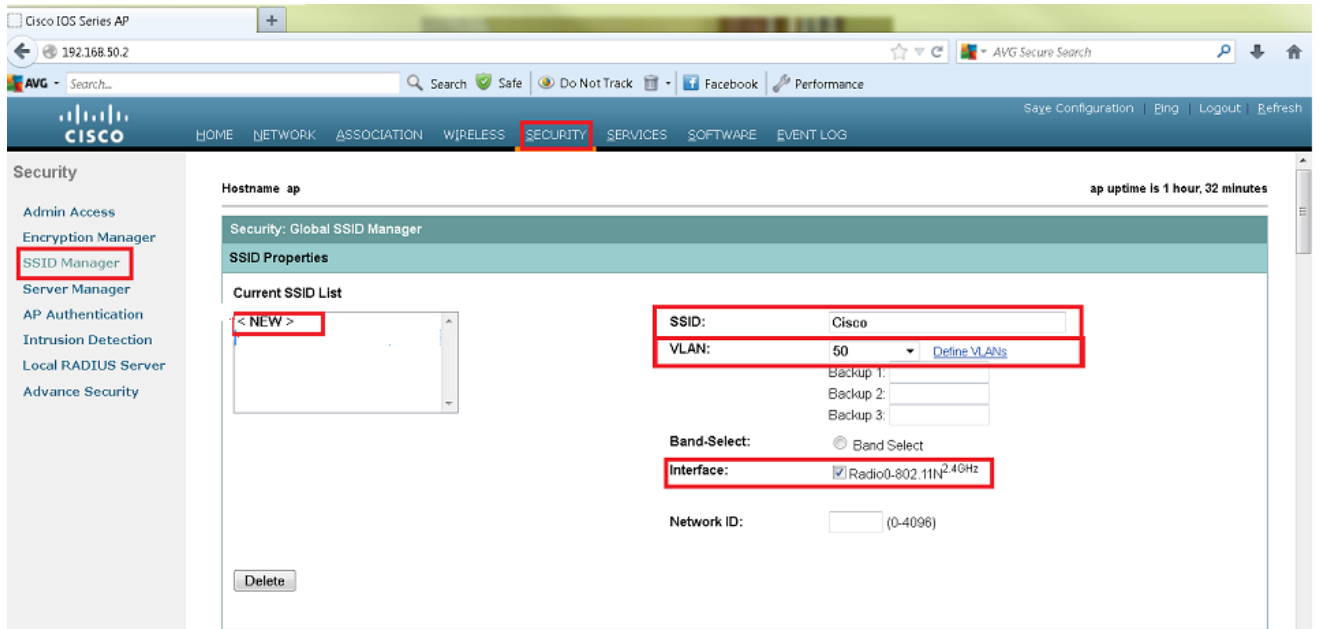 Cisco IOS Series AP
+
192.168.50.2
AVG Secure Search
AVG Search... Search Safe Do Not Track Facebook Performance
Save Configuration | Ping | Logout | Refresh
CISCO
HOME NETWORK ASSOCIATION WIRELESS SECURITY SERVICES SOFTWARE EVENT LOG
Security
Admin Access
Encryption Manager
SSID Manager
Server Manager
AP Authentication
Intrusion Detection
Local RADIUS Server
Advance Security
Hostname ap
ap uptime is 1 hour, 32 minutes
Security: Global SSID Manager
SSID Properties
Current SSID List
< NEW >
SSID: Cisco
VLAN: 50 Define VLANs
Backup 1:
Backup 2:
Backup 3:
Band-Select: Band Select
Interface: Radio0-802.11N2.4GHz
Network ID: (0-4096)
Delete